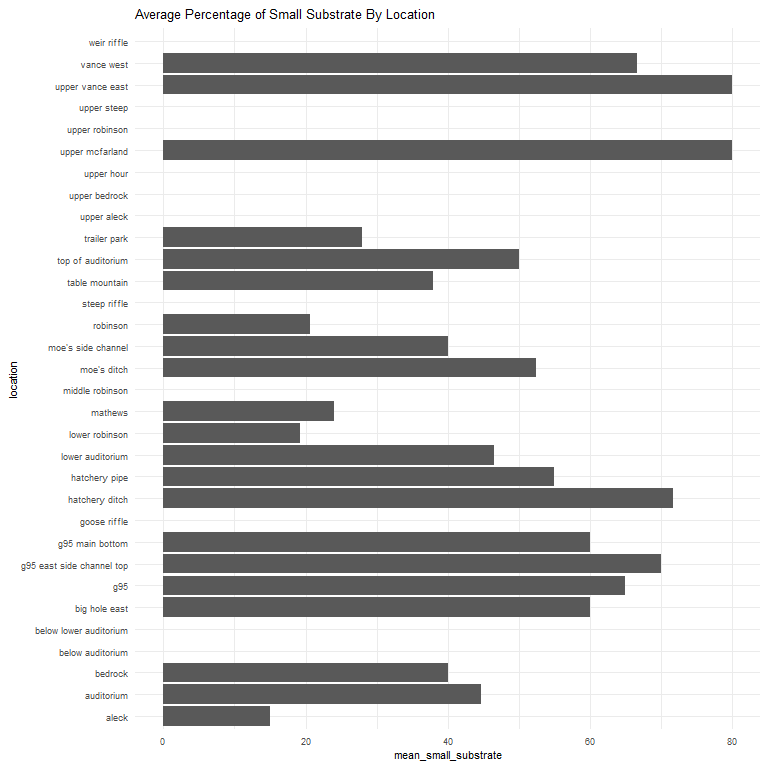 Average Percentage of Small Substrate By Location
weir riffle
vance west
upper vance east
upper steep
upper robinson
upper mcfarland
upper hour
upper bedrock
upper aleck
trailer park
top of auditorium
table mountain
steep riffle
robinson
moe's side channel
moe's ditch
middle robinson
mathews
lower robinson
lower auditorium
hatchery pipe
hatchery ditch
goose riffle
g95 main bottom
g95 east side channel top
g95
big hole east
below lower auditorium
below auditorium
bedrock
auditorium
aleck
location
0 20 40 60 80
mean_small_substrate